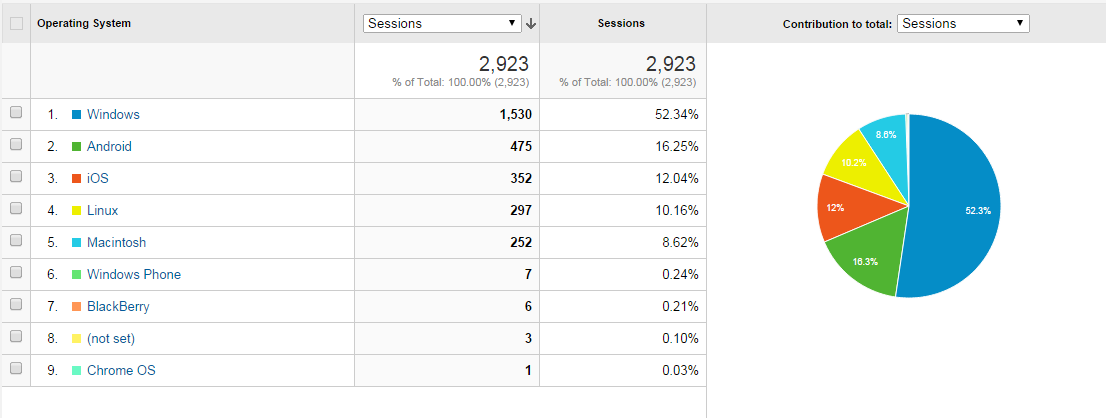 Operating System Sessions Sessions Contribution to total: Sessions
2,923 2,923
% of Total: 100.00% (2,923) % of Total: 100.00% (2,923)
1. Windows 1,530 52.34%
2. Android 475 16.25%
3. iOS 352 12.04%
4. Linux 297 10.16%
5. Macintosh 252 8.62%
6. Windows Phone 7 0.24%
7. BlackBerry 6 0.21%
8. (not set) 3 0.10%
9. Chrome OS 1 0.03%
8.6%
10.2%
12%
52.3%
16.3%